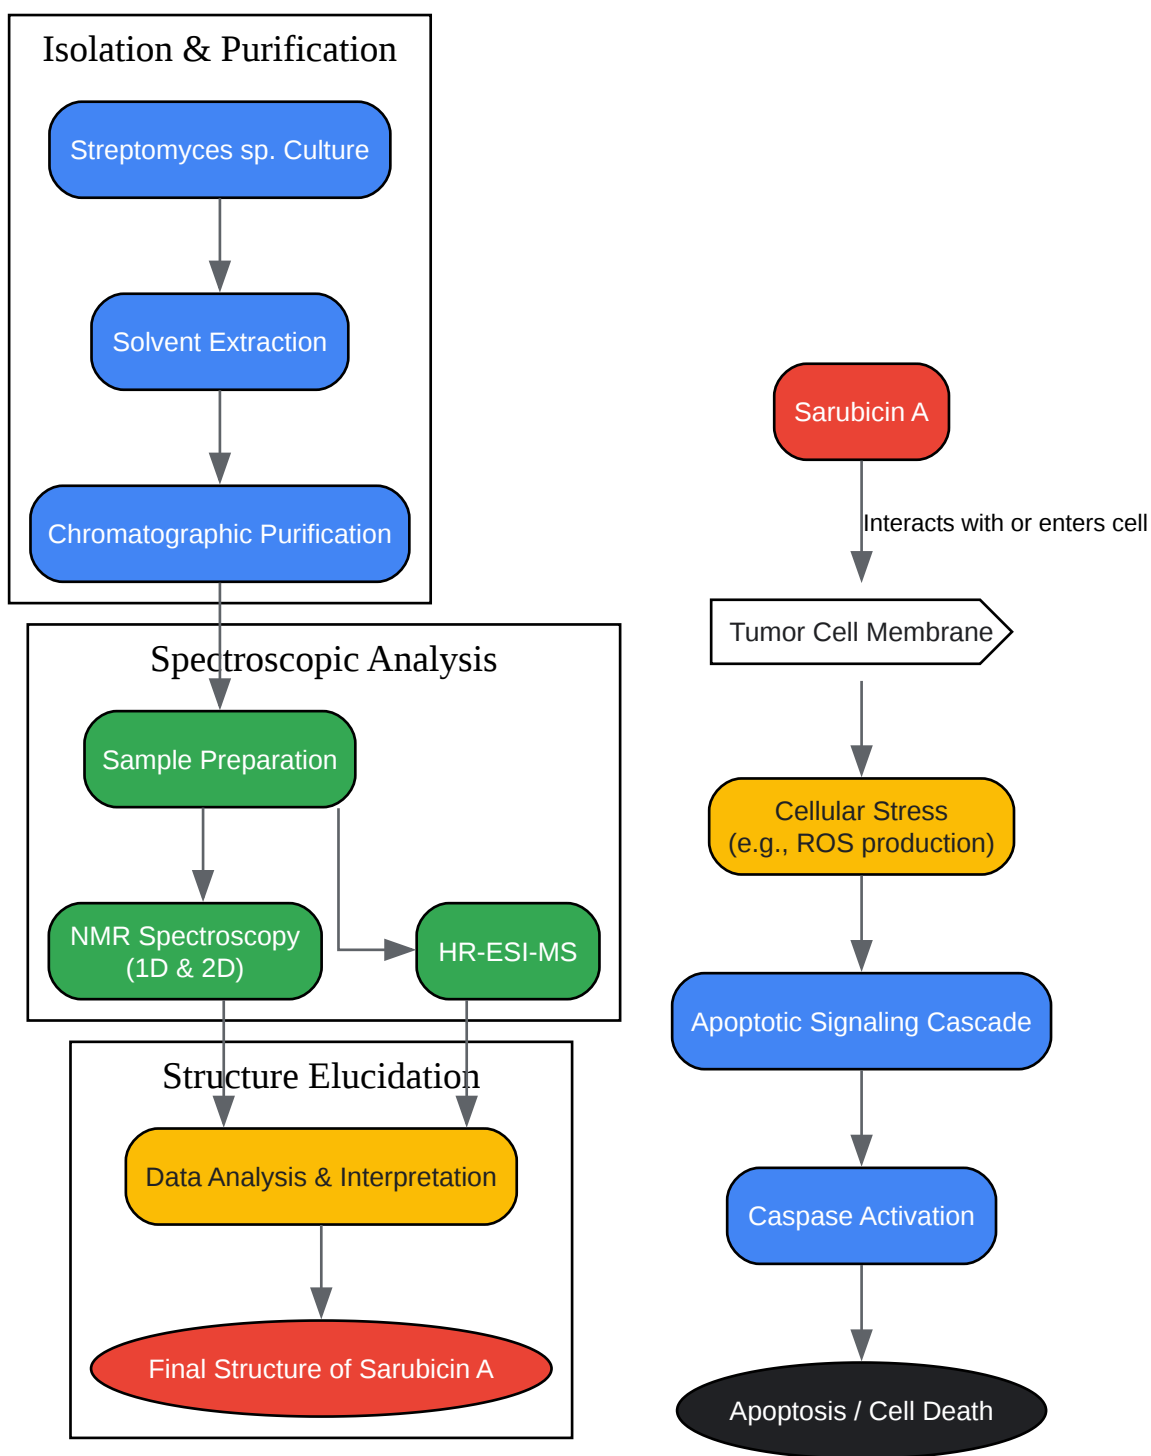 Isolation & Purification
Streptomyces sp. Culture
Solvent Extraction
Chromatographic Purification
Spectroscopic Analysis
Sample Preparation
NMR Spectroscopy
(1D & 2D)
HR-ESI-MS
Structure Elucidation
Data Analysis & Interpretation
Final Structure of Sarubicin A
Sarubicin A
Interacts with or enters cell
Tumor Cell Membrane
Cellular Stress
(e.g., ROS production)
Apoptotic Signaling Cascade
Caspase Activation
Apoptosis / Cell Death